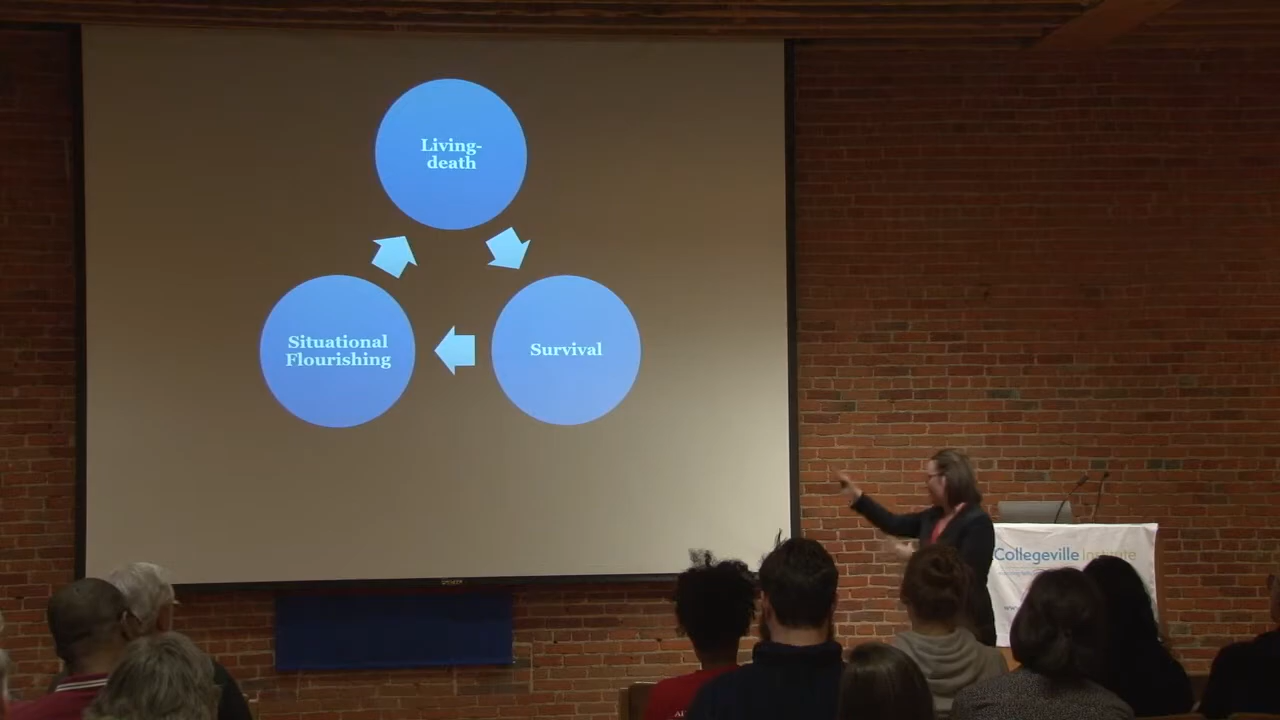 Living-
death
Situational
Flourishing
Survival
Collegeville Institute